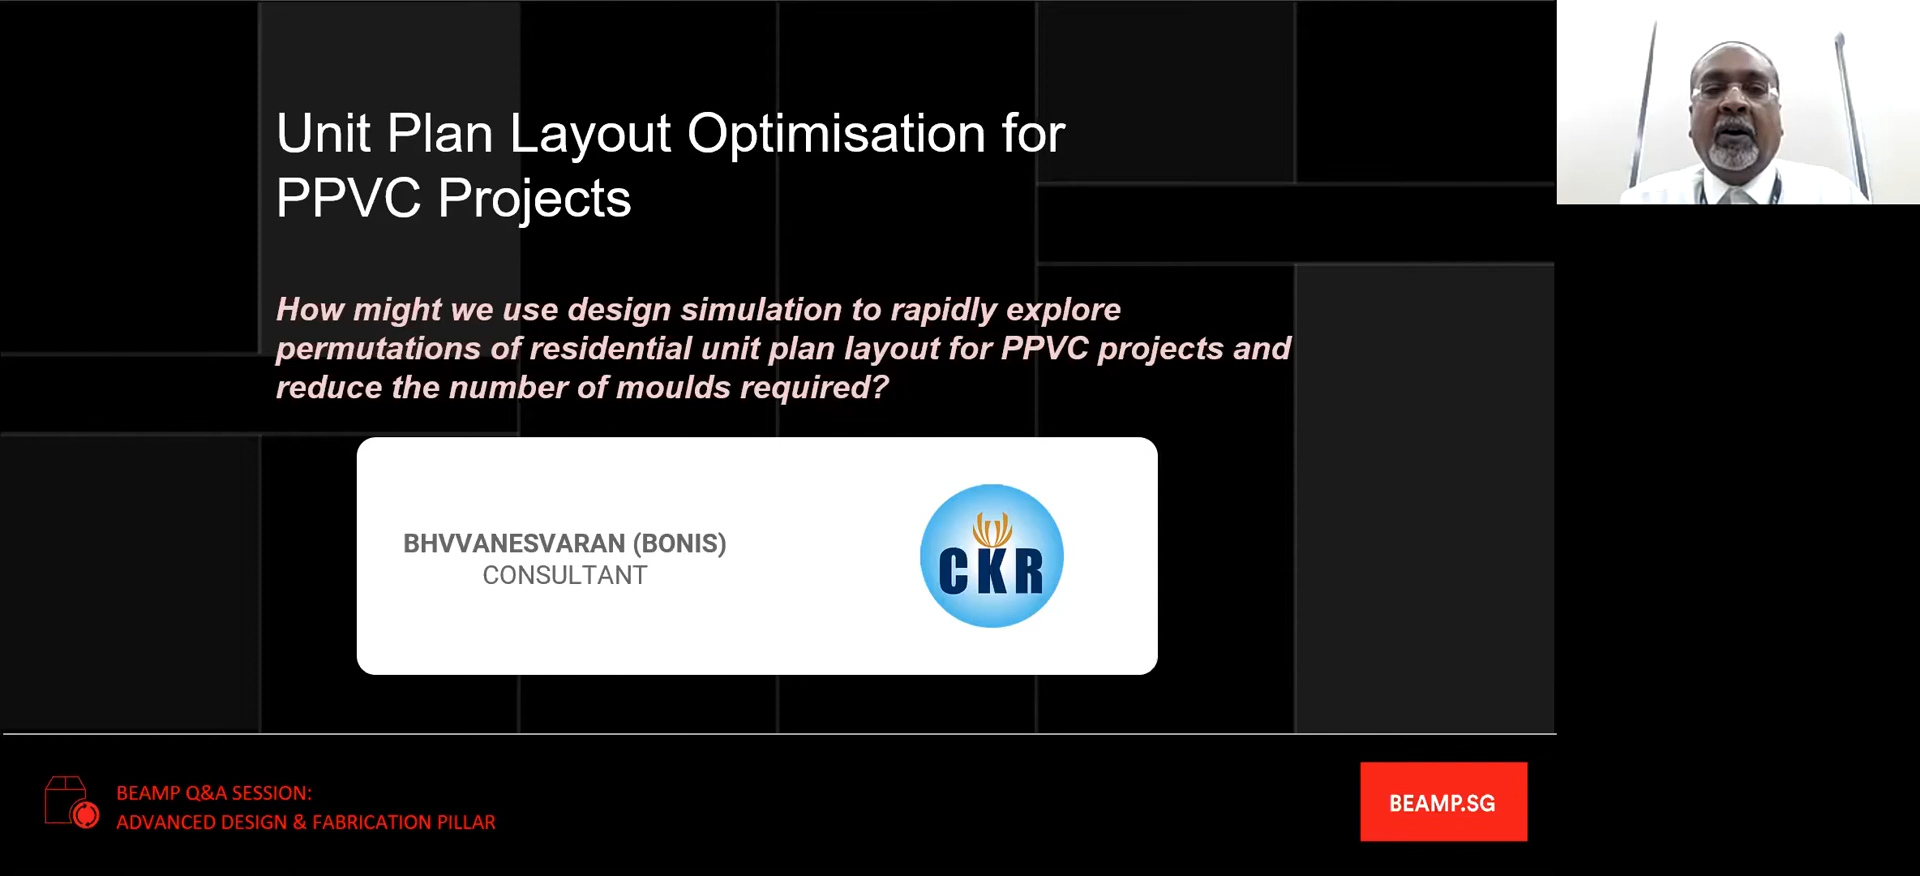 Unit Plan Layout Optimisation for
PPVC Projects
How might we use design simulation to rapidly explore
permutations of residential unit plan layout for PPVC projects and
reduce the number of moulds required?
BHVVANESVARAN (BONIS)
CONSULTANT
CKR
BEAMP Q&A SESSION:
ADVANCED DESIGN & FABRICATION PILLAR
BEAMP.SG